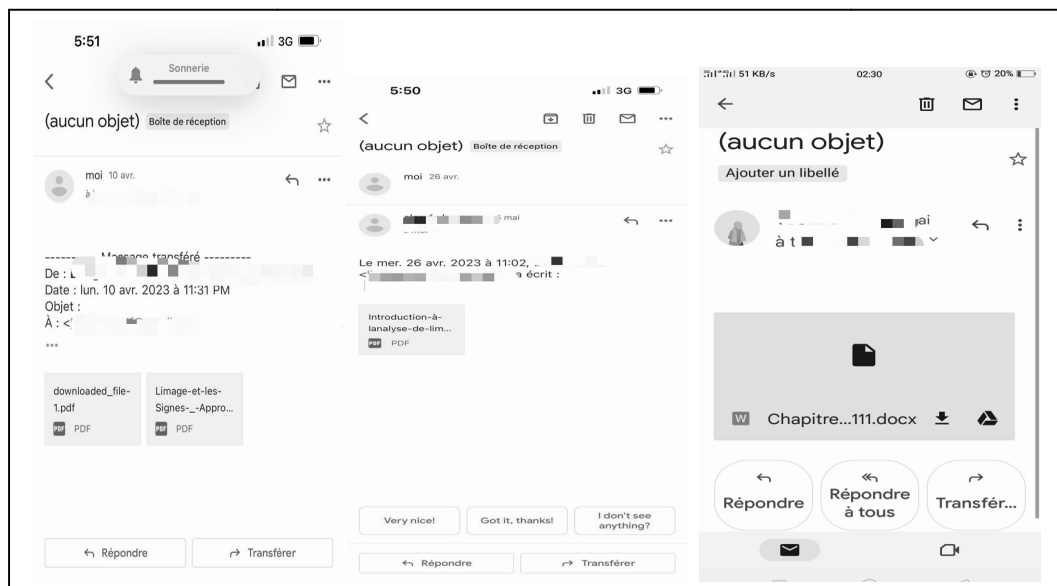 5:51
3G
Sonnerie
(aucun objet) Boîte de réception
moi 10 avr.
à
---------- Message transféré ---------
De :
Date : lun. 10 avr. 2023 à 11:31 PM
Objet :
À : <
downloaded_file-
1.pdf
PDF PDF
Limage-et-les-
Signes-_-Appro...
PDF PDF
Répondre
Transférer
5:50
3G
(aucun objet) Boîte de réception
moi 26 avr.
mai
Le mer. 26 avr. 2023 à 11:02,
a écrit :
Introduction-à-
lanalyse-de-lim...
PDF PDF
Very nice!
Got it, thanks!
I don't see
anything?
Répondre
Transférer
51 KB/s
02:30
20%
(aucun objet)
Ajouter un libellé
à t
W Chapitre...111.docx
Répondre
Répondre
à tous
Transfér...